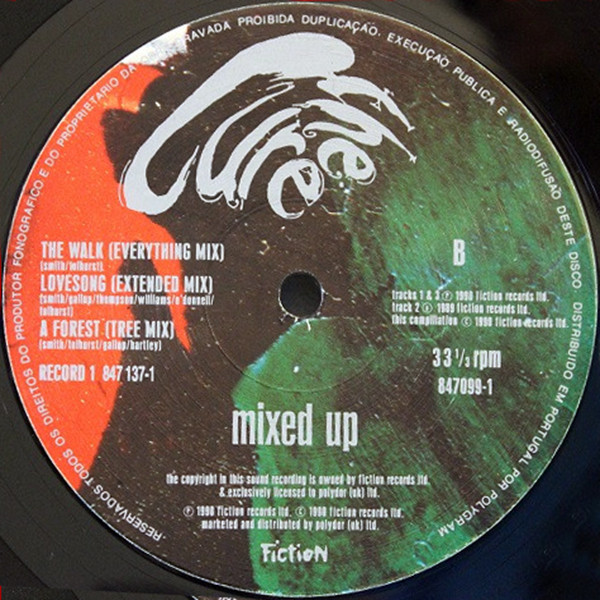 RESERVADOS TODOS OS DIREITOS DO PRODUTOR FONOGRAFICO E DO PROPRIETARIO DA
GRAVADA PROIBIDA DUPLICAÇÃO, EXECUÇÃO PUBLICA E RADIODIFUSAO DESTE DISCO
DISTRIBUIDO EM PORTUGAL POR POLYGRAM
the
Cure
THE WALK (EVERYTHING MIX)
(smith/tolhurst)
LOVESONG (EXTENDED MIX)
(smith/gallup/thompson/williams/o'donnell/
tolhurst)
A FOREST (TREE MIX)
(smith/tolhurst/gallup/hartley)
RECORD 1 847 137-1
B
tracks 1 & 3 ℗ 1990 fiction records ltd.
track 2 ℗ 1989 fiction records ltd.
this compilation © 1990 fiction records ltd.
33 1/3 rpm
847099-1
mixed up
the copyright in this sound recording is owned by fiction records ltd.
& exclusively licensed to polydor (uk) ltd.
℗ 1990 fiction records ltd. © 1990 fiction records ltd.
marketed and distributed by polydor (uk) ltd.
Fiction